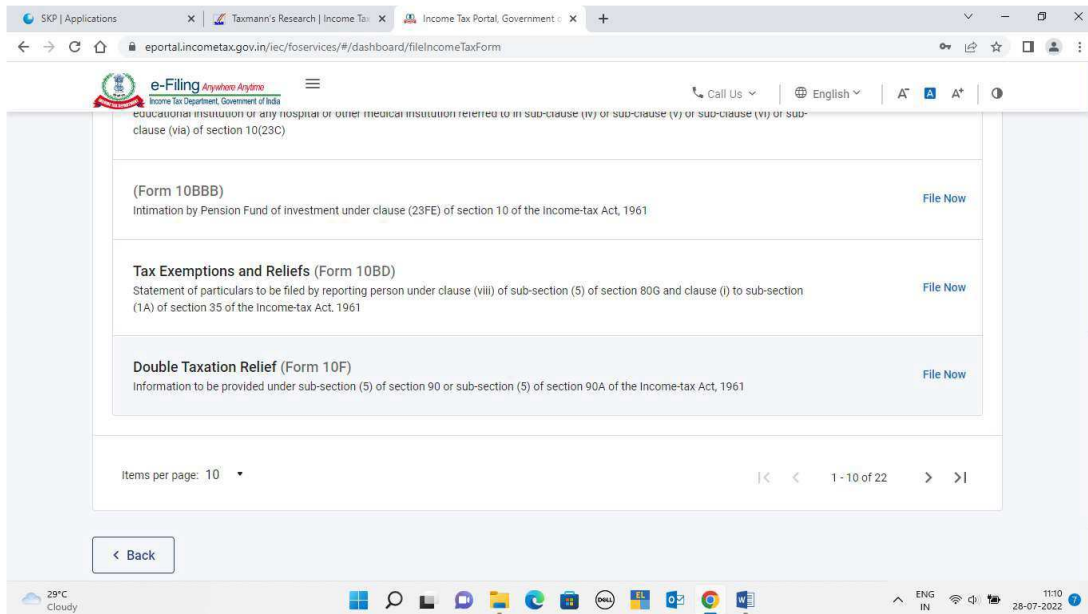 SKP | Applications
Taxmann's Research | Income Ta
Income Tax Portal, Government o
eportal.incometax.gov.in/iec/foservices/#/dashboard/fileIncomeTaxForm
e-Filing Anywhere Anytime
Income Tax Department, Government of India
Call Us
English
A-
A
A+
educational institution or any hospital or other medical institution referred to in sub-clause (iv) or sub-clause (v) or sub-clause (vi) or sub-
clause (via) of section 10(23C)
(Form 10BBB)
Intimation by Pension Fund of investment under clause (23FE) of section 10 of the Income-tax Act, 1961
File Now
Tax Exemptions and Reliefs (Form 10BD)
Statement of particulars to be filed by reporting person under clause (viii) of sub-section (5) of section 80G and clause (i) to sub-section
(1A) of section 35 of the Income-tax Act, 1961
File Now
Double Taxation Relief (Form 10F)
Information to be provided under sub-section (5) of section 90 or sub-section (5) of section 90A of the Income-tax Act, 1961
File Now
Items per page: 10
1 - 10 of 22
Back
29°C
Cloudy
DELL
EL
ENG
IN
11:10
28-07-2022
7